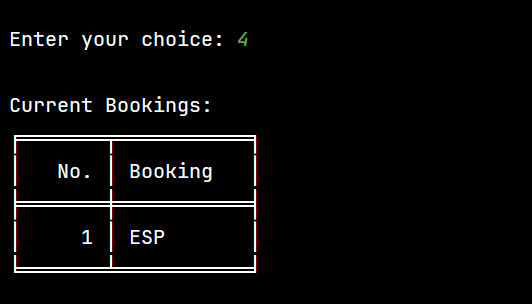 Enter your choice: 4
Current Bookings:
No. Booking
1 ESP